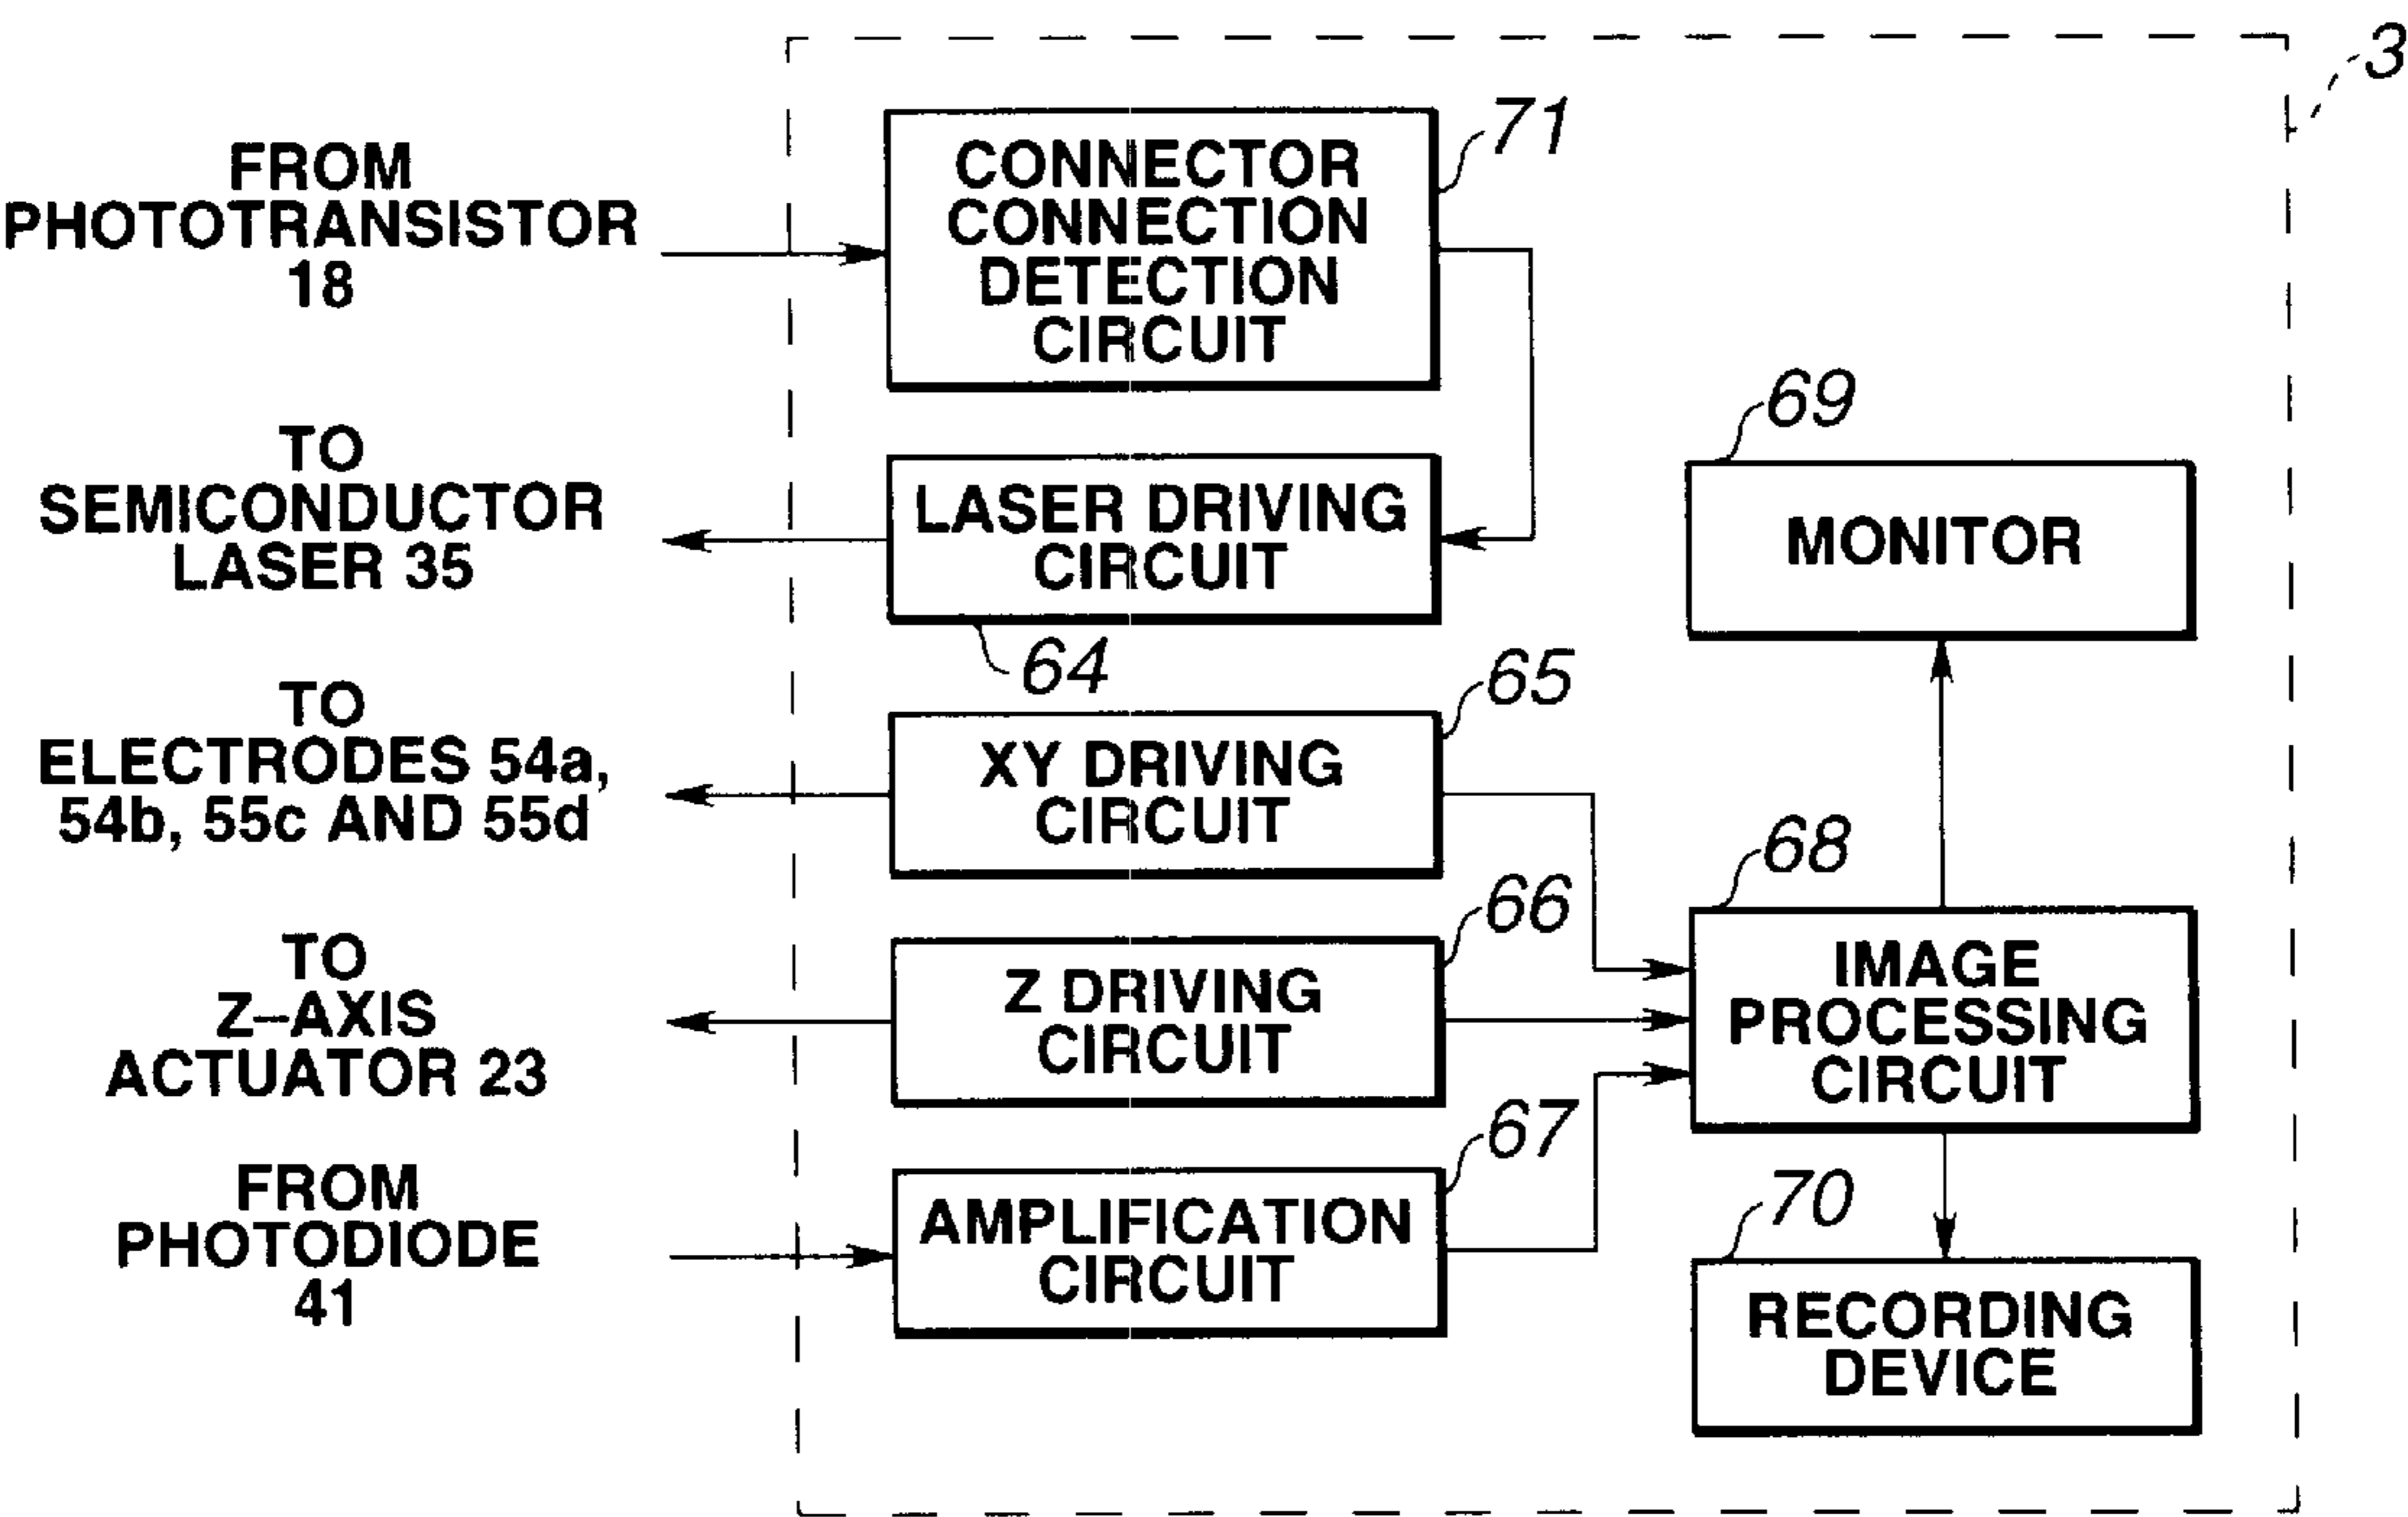 3
FROM
PHOTOTRANSISTOR
18
71
CONNECTOR
CONNECTION
DETECTION
CIRCUIT
TO
SEMICONDUCTOR
LASER 35
LASER DRIVING
CIRCUIT
64
69
MONITOR
TO
ELECTRODES 54a,
54b, 55c AND 55d
65
XY DRIVING
CIRCUIT
TO
Z–AXIS
ACTUATOR 23
66
Z DRIVING
CIRCUIT
68
IMAGE
PROCESSING
CIRCUIT
FROM
PHOTODIODE
41
67
AMPLIFICATION
CIRCUIT
70
RECORDING
DEVICE